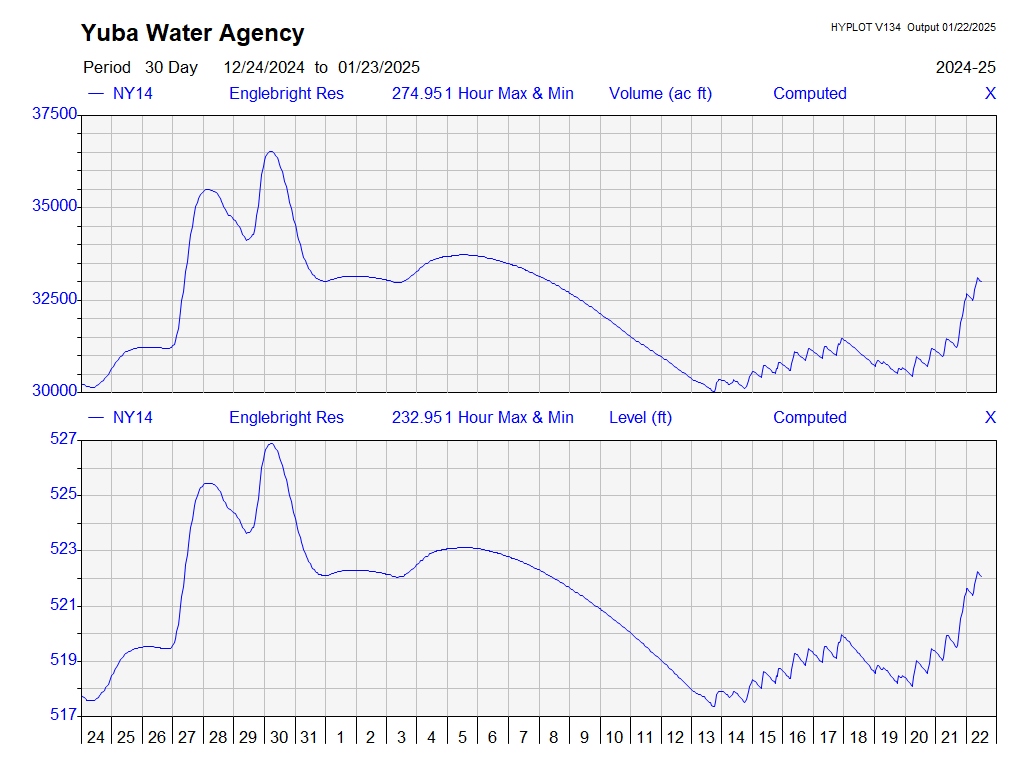 Yuba Water Agency
HYPLOT V134 Output 01/22/2025
Period 30 Day 12/24/2024 to 01/23/2025 2024-25
NY14 Englebright Res 274.951 Hour Max & Min Volume (ac ft) Computed X
37500
35000
32500
30000
NY14 Englebright Res 232.951 Hour Max & Min Level (ft) Computed X
527
525
523
521
519
517
24 25 26 27 28 29 30 31 1 2 3 4 5 6 7 8 9 10 11 12 13 14 15 16 17 18 19 20 21 22